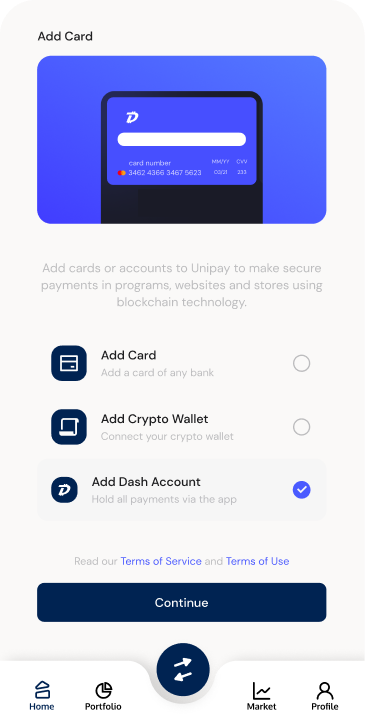 Add Card
card number
MM/YY CVV
3462 4366 3467 5623
03/21 333
Add cards or accounts to Unipay to make secure
payments in programs, websites and stores using
blockchain technology.
Add Card
Add a card of any bank
Add Crypto Wallet
Connect your crypto wallet
Add Dash Account
Hold all payments via the app
Read our Terms of Service and Terms of Use
Continue
Home
Portfolio
Market
Profile